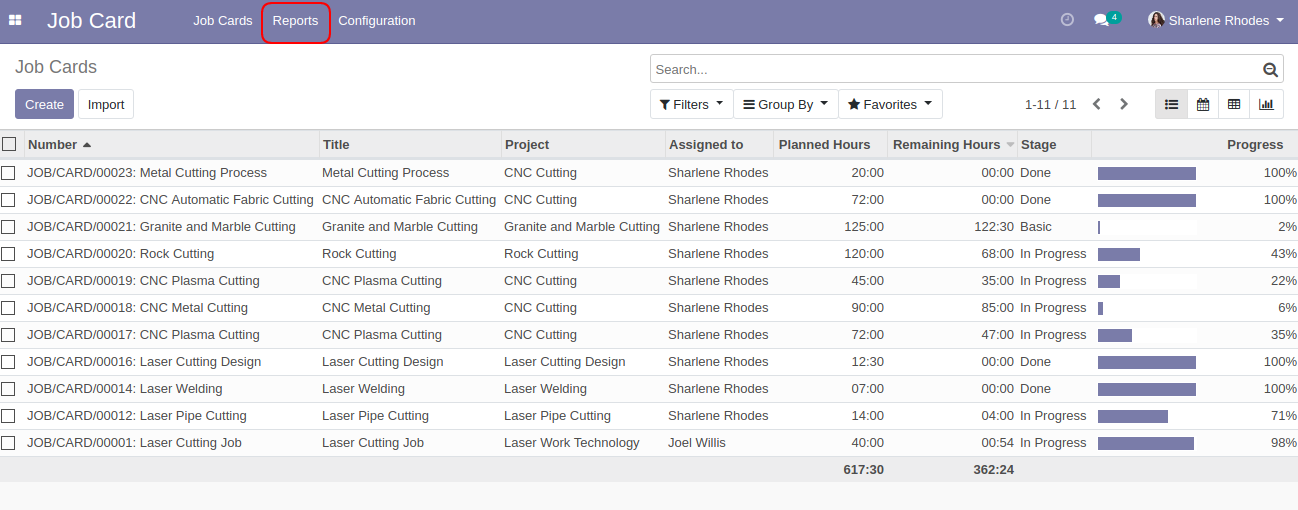 Job Card Job Cards Reports Configuration 4 Sharlene Rhodes
Job Cards Search...
Create Import Filters Group By Favorites 1-11 / 11
Number Title Project Assigned to Planned Hours Remaining Hours Stage Progress
JOB/CARD/00023: Metal Cutting Process Metal Cutting Process CNC Cutting Sharlene Rhodes 20:00 00:00 Done 100%
JOB/CARD/00022: CNC Automatic Fabric Cutting CNC Automatic Fabric Cutting CNC Cutting Sharlene Rhodes 72:00 00:00 Done 100%
JOB/CARD/00021: Granite and Marble Cutting Granite and Marble Cutting Granite and Marble Cutting Sharlene Rhodes 125:00 122:30 Basic 2%
JOB/CARD/00020: Rock Cutting Rock Cutting Rock Cutting Sharlene Rhodes 120:00 68:00 In Progress 43%
JOB/CARD/00019: CNC Plasma Cutting CNC Plasma Cutting CNC Cutting Sharlene Rhodes 45:00 35:00 In Progress 22%
JOB/CARD/00018: CNC Metal Cutting CNC Metal Cutting CNC Cutting Sharlene Rhodes 90:00 85:00 In Progress 6%
JOB/CARD/00017: CNC Plasma Cutting CNC Plasma Cutting CNC Cutting Sharlene Rhodes 72:00 47:00 In Progress 35%
JOB/CARD/00016: Laser Cutting Design Laser Cutting Design Laser Cutting Design Sharlene Rhodes 12:30 00:00 Done 100%
JOB/CARD/00014: Laser Welding Laser Welding Laser Welding Sharlene Rhodes 07:00 00:00 Done 100%
JOB/CARD/00012: Laser Pipe Cutting Laser Pipe Cutting Laser Pipe Cutting Sharlene Rhodes 14:00 04:00 In Progress 71%
JOB/CARD/00001: Laser Cutting Job Laser Cutting Job Laser Work Technology Joel Willis 40:00 00:54 In Progress 98%
617:30 362:24